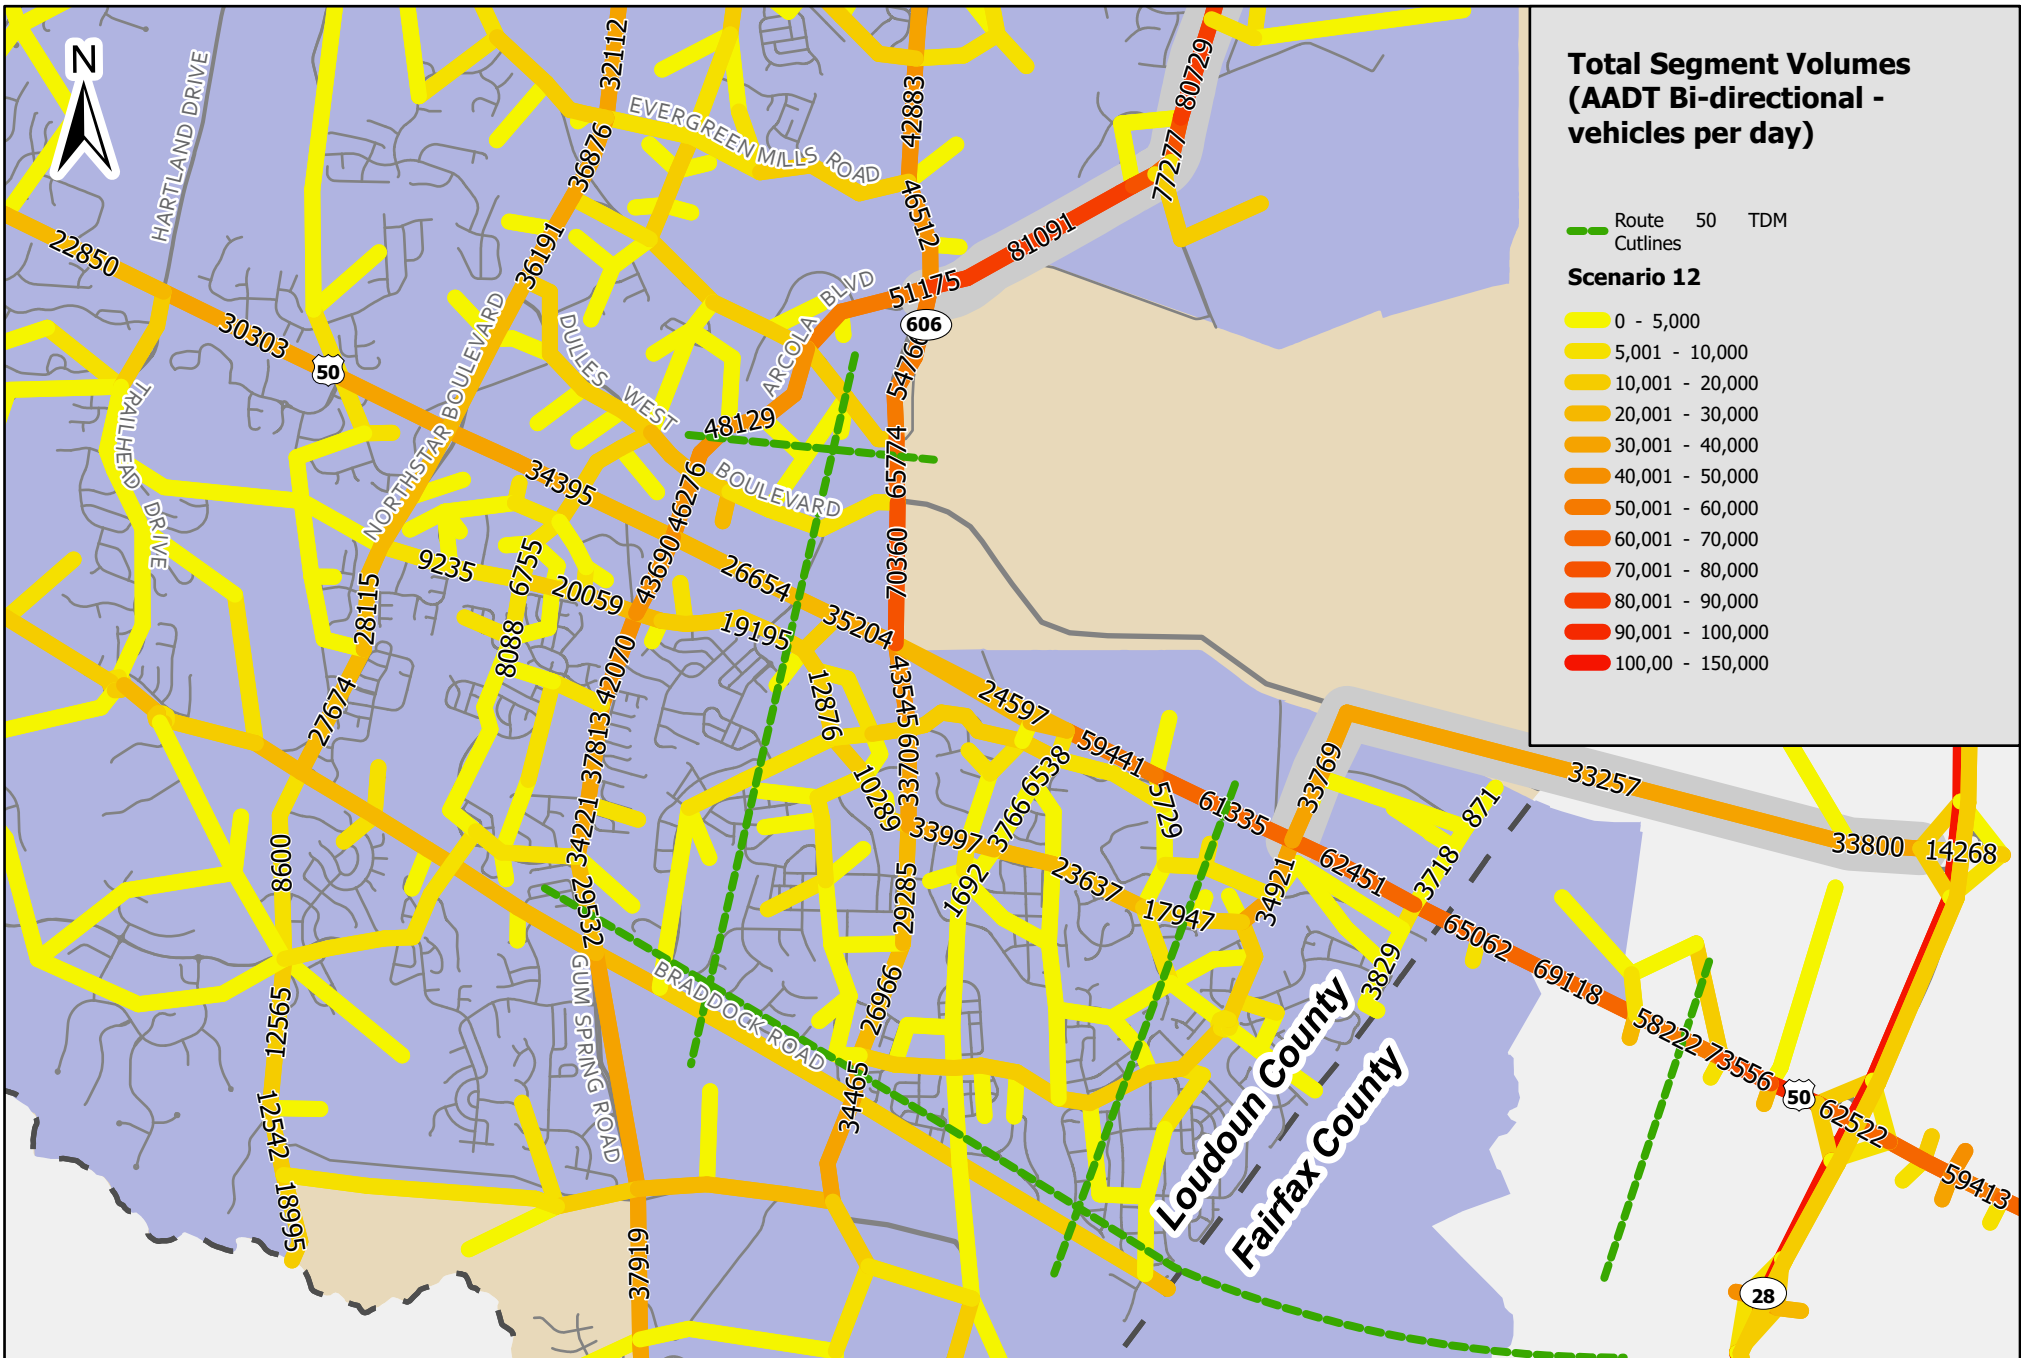 N
Total Segment Volumes
(AADT Bi-directional -
vehicles per day)
Route 50 TDM
Cutlines
Scenario 12
0 - 5,000
5,001 - 10,000
10,001 - 20,000
20,001 - 30,000
30,001 - 40,000
40,001 - 50,000
50,001 - 60,000
60,001 - 70,000
70,001 - 80,000
80,001 - 90,000
90,001 - 100,000
100,00 - 150,000
HARTLAND DRIVE
32112
EVERGREEN MILLS ROAD
42883
80729
36876
77277
46512
22850
36191
81091
51175
606
30303
50
ARCOLA BLVD
NORTHSTAR BOULEVARD
DULLES WEST BOULEVARD
TRAILHEAD DRIVE
48129
65774
34395
46276
9235
6755
43690
26654
70360
20059
28115
19195
35204
8088
42070
12876
43545
24597
27674
37813
59441
33769
33257
10289
33709
6538
5729
61335
871
34221
33997
3766
8600
23637
62451
3718
33800
14268
29532
29285
1692
17947
34921
65062
GUM SPRING ROAD
BRADDOCK ROAD
26966
3829
69118
12565
58222
73556
50
34465
62522
12542
Loudoun County
Fairfax County
59413
18995
37919
28